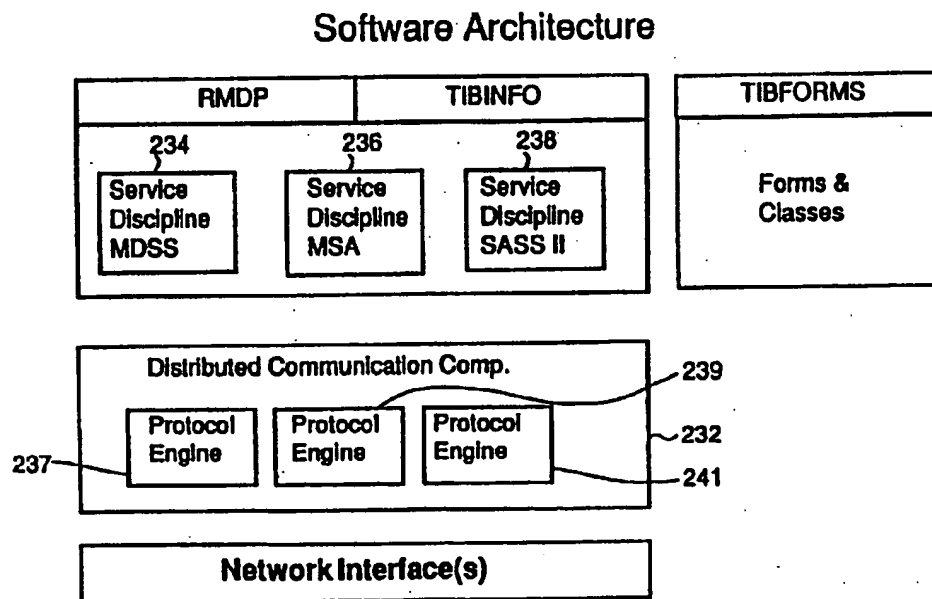 Software Architecture
RMDP
TIBINFO
TIBFORMS
234
236
238
Service
Discipline
MDSS
Service
Discipline
MSA
Service
Discipline
SASS II
Forms &
Classes
Distributed Communication Comp.
239
Protocol
Engine
Protocol
Engine
Protocol
Engine
232
237
241
Network Interface(s)